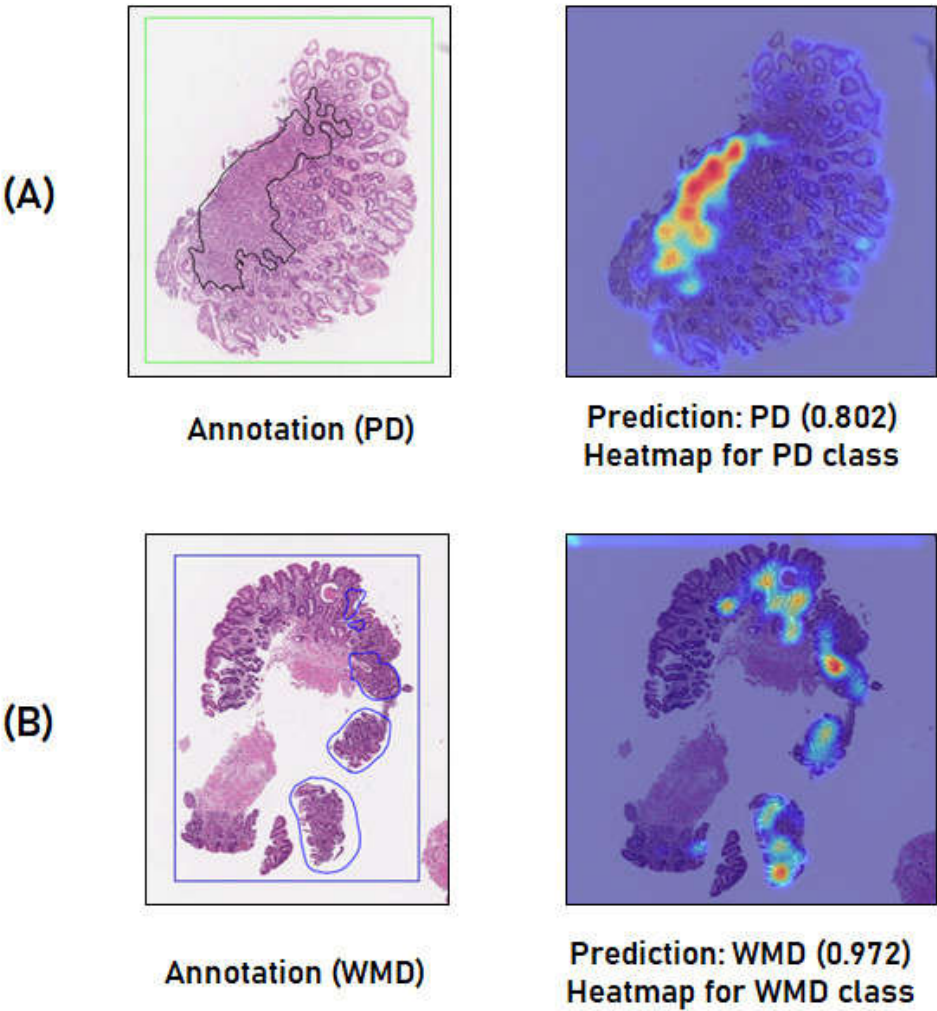 (A)
Annotation (PD)
Prediction: PD (0.802)
Heatmap for PD class
(B)
Annotation (WMD)
Prediction: WMD (0.972)
Heatmap for WMD class